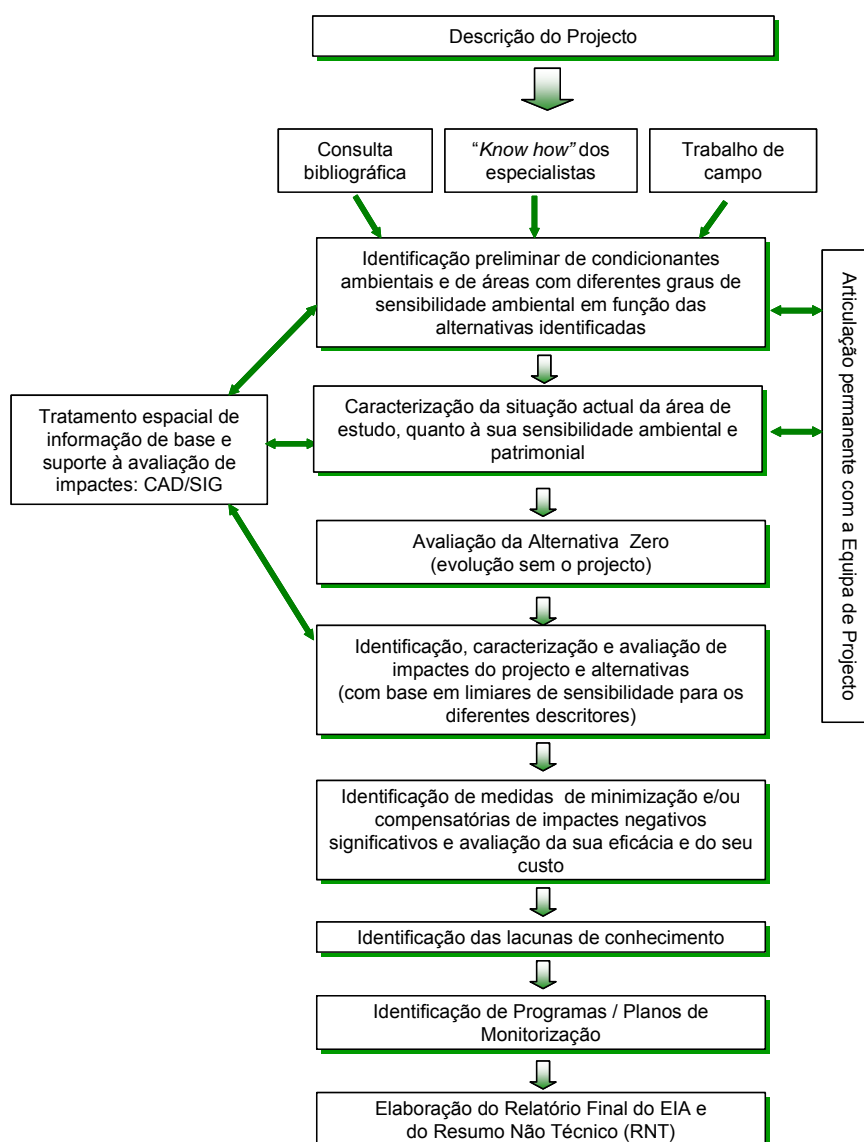 Descrição do Projecto
Consulta
bibliográfica
“Know how” dos
especialistas
Trabalho de
campo
Identificação preliminar de condicionantes
ambientais e de áreas com diferentes graus de
sensibilidade ambiental em função das
alternativas identificadas
Articulação permanente com a Equipa de Projecto
Caracterização da situação actual da área de
estudo, quanto à sua sensibilidade ambiental e
patrimonial
Tratamento espacial de
informação de base e
suporte à avaliação de
impactes: CAD/SIG
Avaliação da Alternativa Zero
(evolução sem o projecto)
Identificação, caracterização e avaliação de
impactes do projecto e alternativas
(com base em limiares de sensibilidade para os
diferentes descritores)
Identificação de medidas de minimização e/ou
compensatórias de impactes negativos
significativos e avaliação da sua eficácia e do seu
custo
Identificação das lacunas de conhecimento
Identificação de Programas / Planos de
Monitorização
Elaboração do Relatório Final do EIA e
do Resumo Não Técnico (RNT)